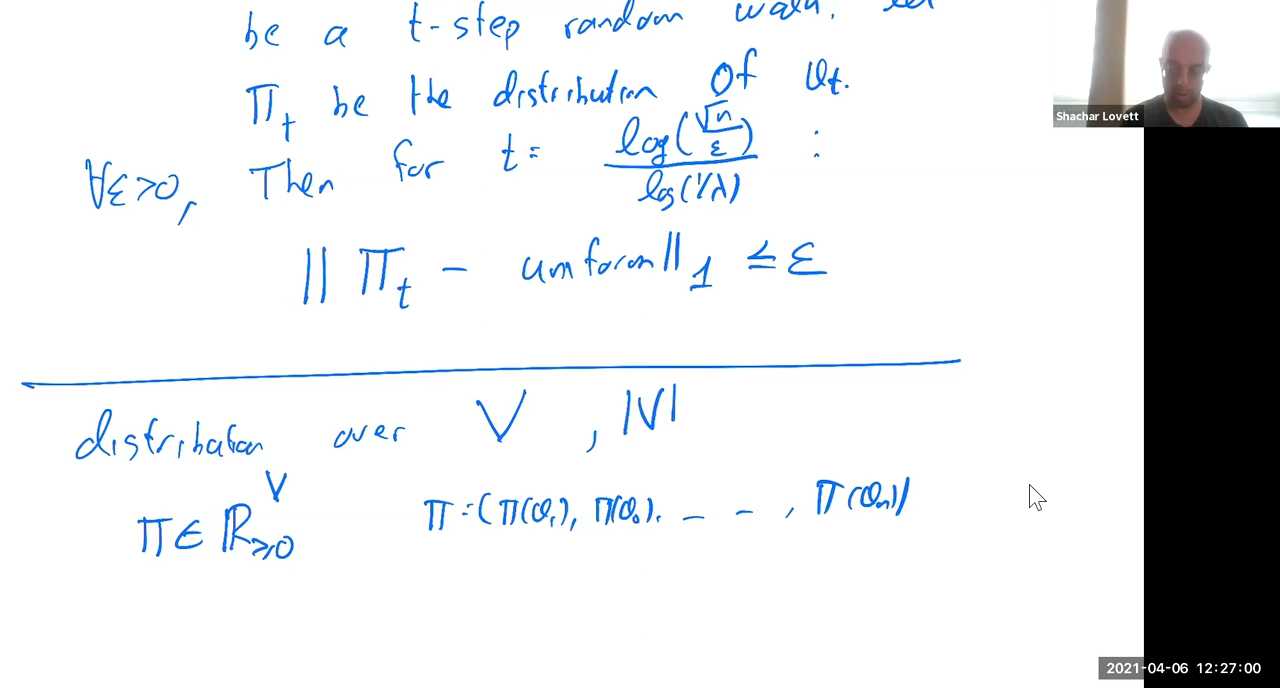 be a t-step random walk. let
Π_t be the distribution of v_t.
∀ε>0, Then for t = log(√n/ε) / log(1/λ) :
|| Π_t - uniform ||_1 ≤ ε
distribution over V , |V|
Π ∈ ℝ_{≥0}^V Π = (Π(v_1), Π(v_2), - - , Π(v_n))
Shachar Lovett
2021-04-06 12:27:00